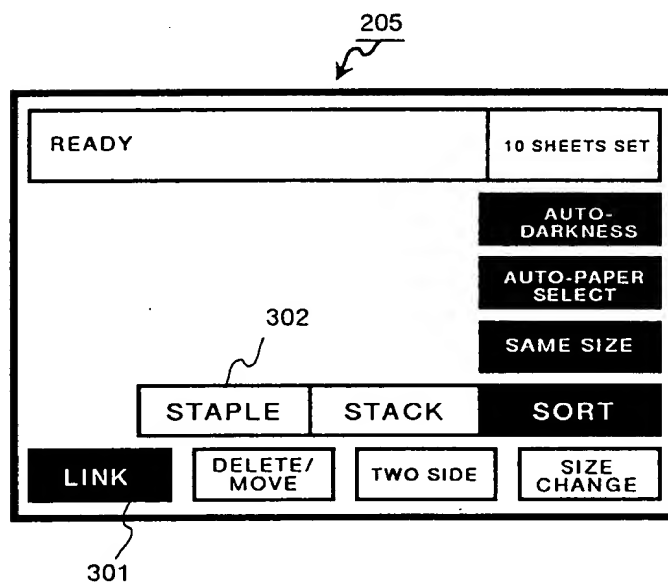 205
READY
10 SHEETS SET
AUTO-
DARKNESS
AUTO-PAPER
SELECT
SAME SIZE
302
STAPLE
STACK
SORT
LINK
DELETE/
MOVE
TWO SIDE
SIZE
CHANGE
301